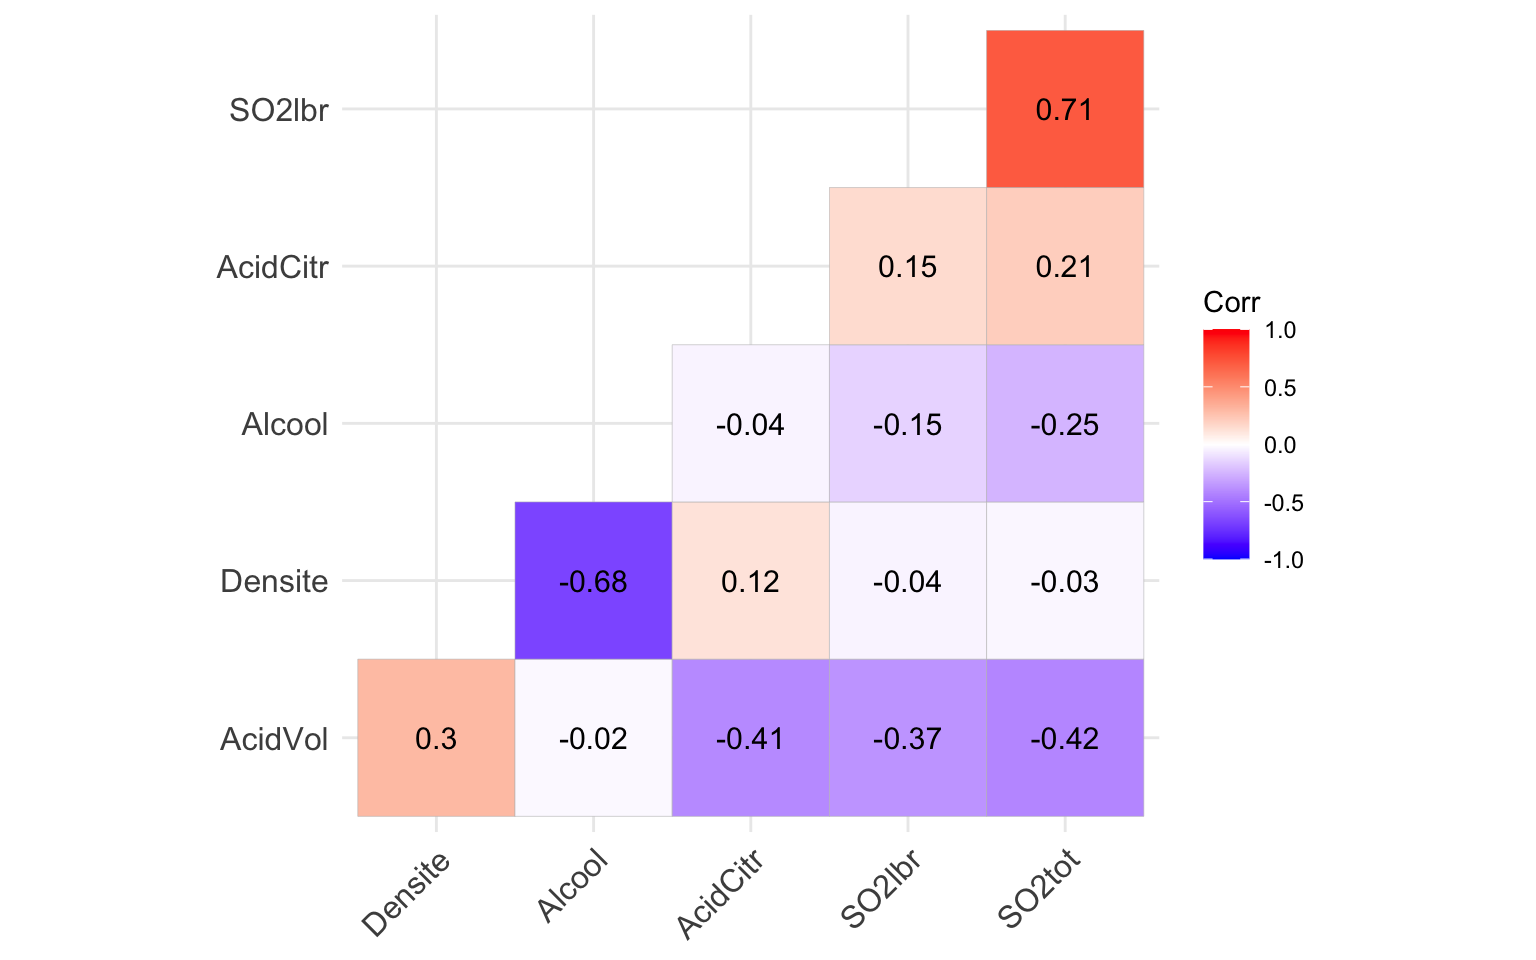 SO2lbr 0.71
AcidCitr 0.15 0.21
Alcool -0.04 -0.15 -0.25
Densite -0.68 0.12 -0.04 -0.03
AcidVol 0.3 -0.02 -0.41 -0.37 -0.42
Densite Alcool AcidCitr SO2lbr SO2tot
Corr
1.0
0.5
0.0
-0.5
-1.0